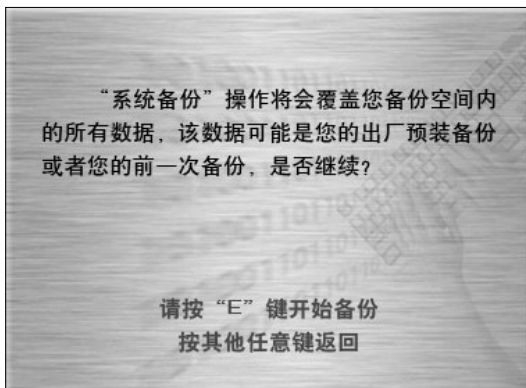 “系统备份”操作将会覆盖您备份空间内
的所有数据，该数据可能是您的出厂预装备份
或者您的前一次备份，是否继续？
请按“E”键开始备份
按其他任意键返回